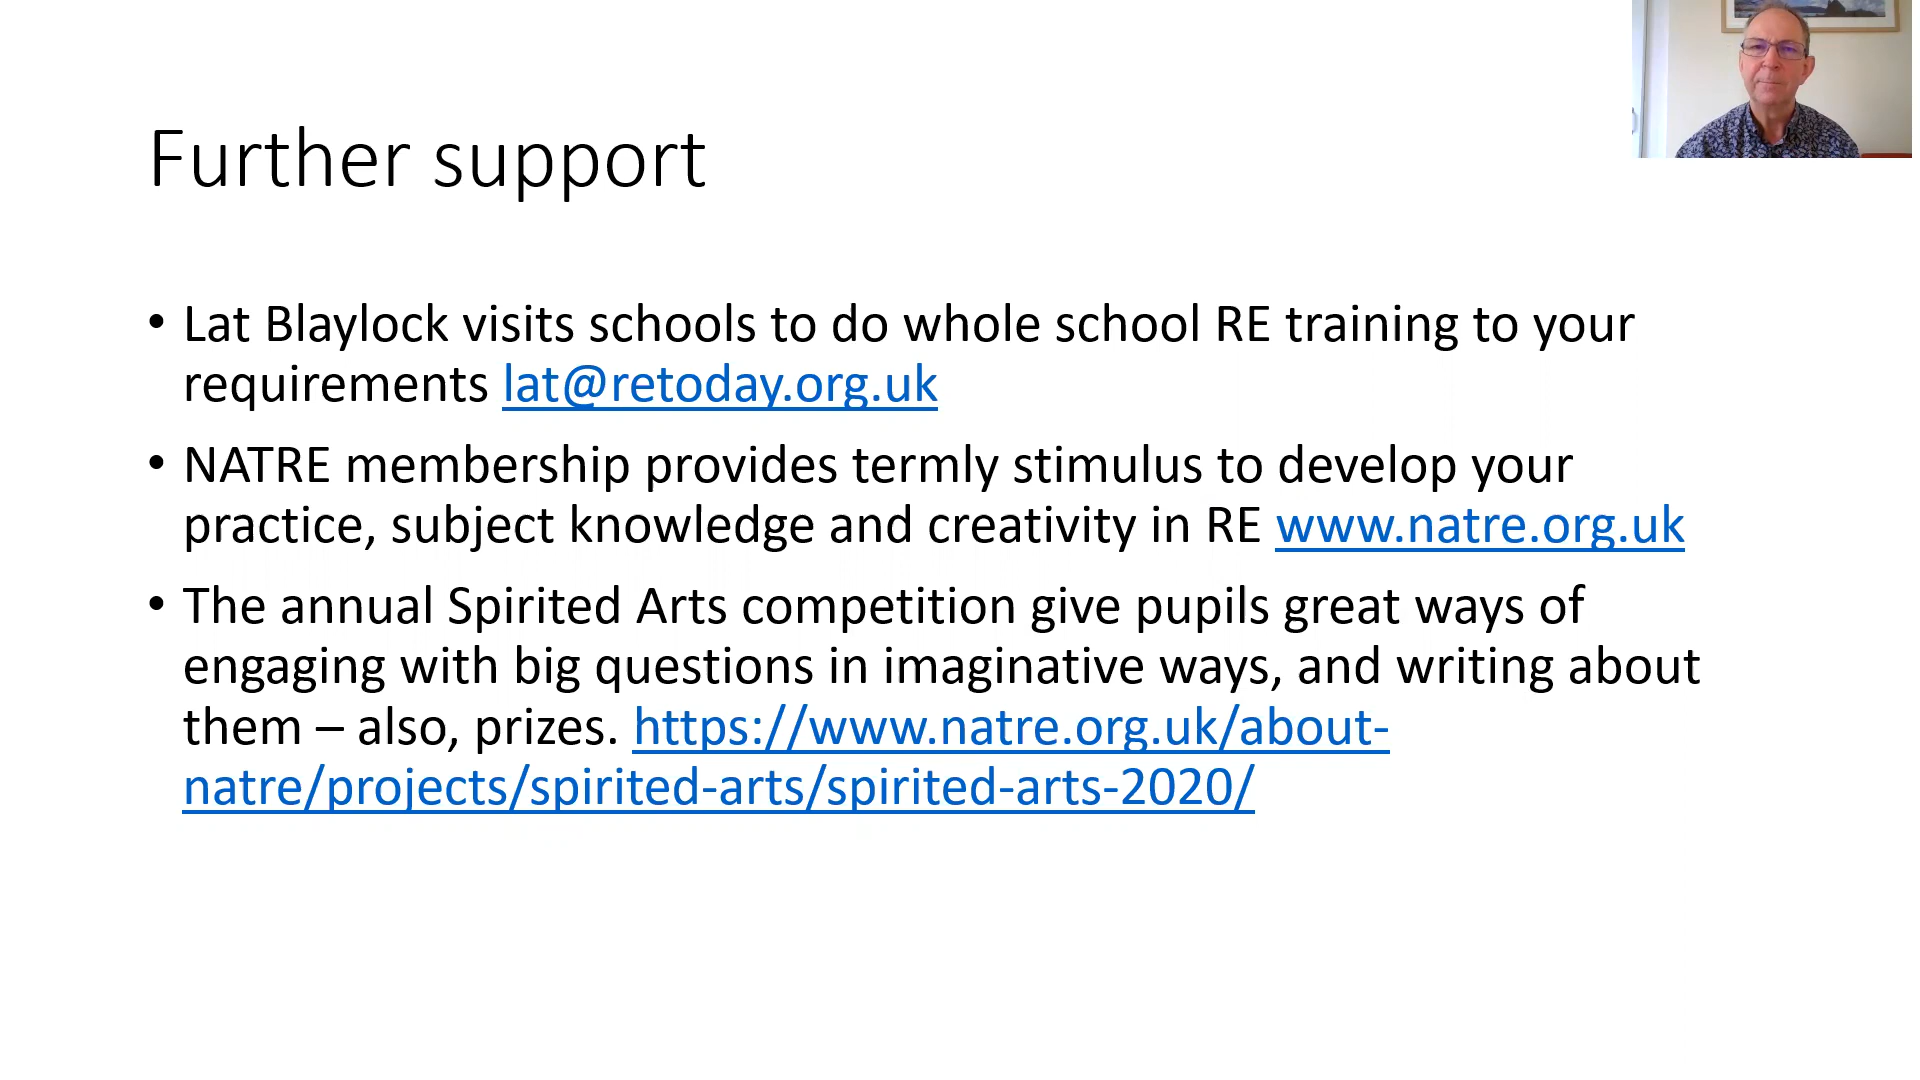 Further support
• Lat Blaylock visits schools to do whole school RE training to your
requirements lat@retoday.org.uk
• NATRE membership provides termly stimulus to develop your
practice, subject knowledge and creativity in RE www.natre.org.uk
• The annual Spirited Arts competition give pupils great ways of
engaging with big questions in imaginative ways, and writing about
them – also, prizes. https://www.natre.org.uk/about-
natre/projects/spirited-arts/spirited-arts-2020/